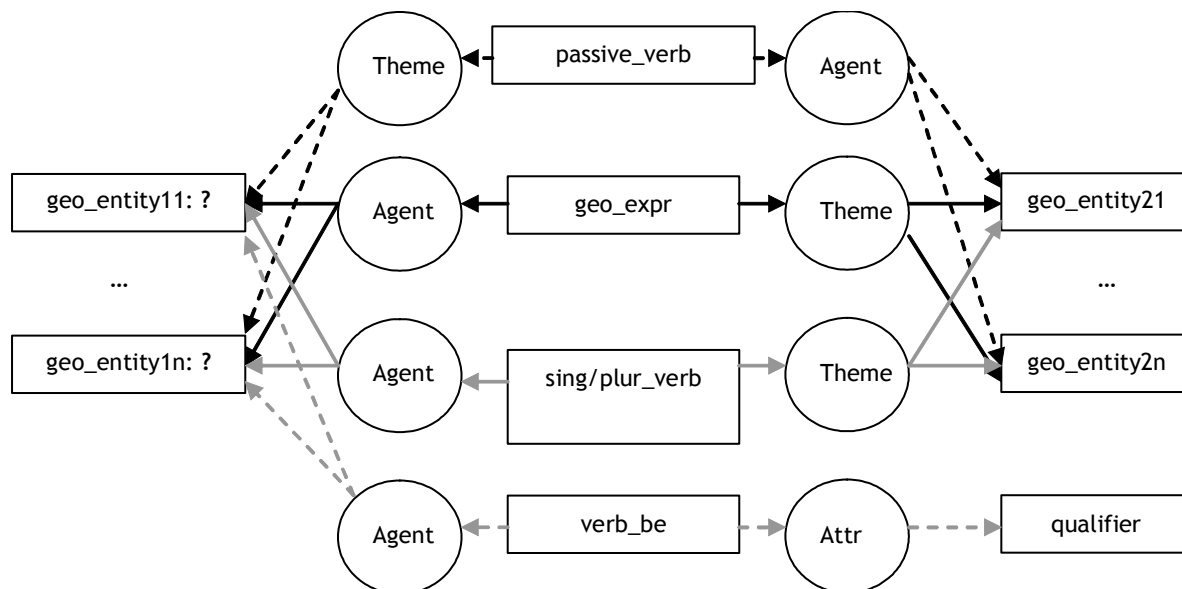 Theme
passive_verb
Agent
geo_entity11: ?
Agent
geo_expr
Theme
geo_entity21
...
...
geo_entity1n: ?
Agent
sing/plur_verb
Theme
geo_entity2n
Agent
verb_be
Attr
qualifier